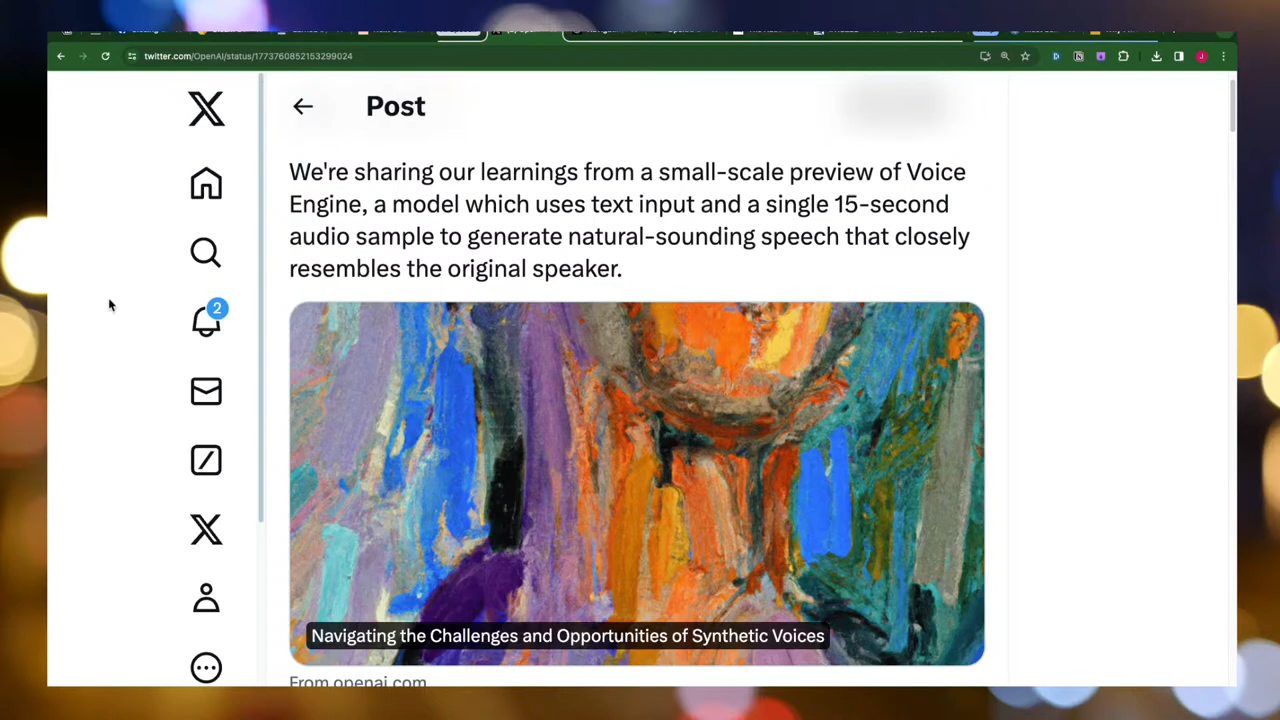 twitter.com/OpenAI/status/1773760852153299024
J
Post
We're sharing our learnings from a small-scale preview of Voice
Engine, a model which uses text input and a single 15-second
audio sample to generate natural-sounding speech that closely
resembles the original speaker.
2
Navigating the Challenges and Opportunities of Synthetic Voices
From openai.com